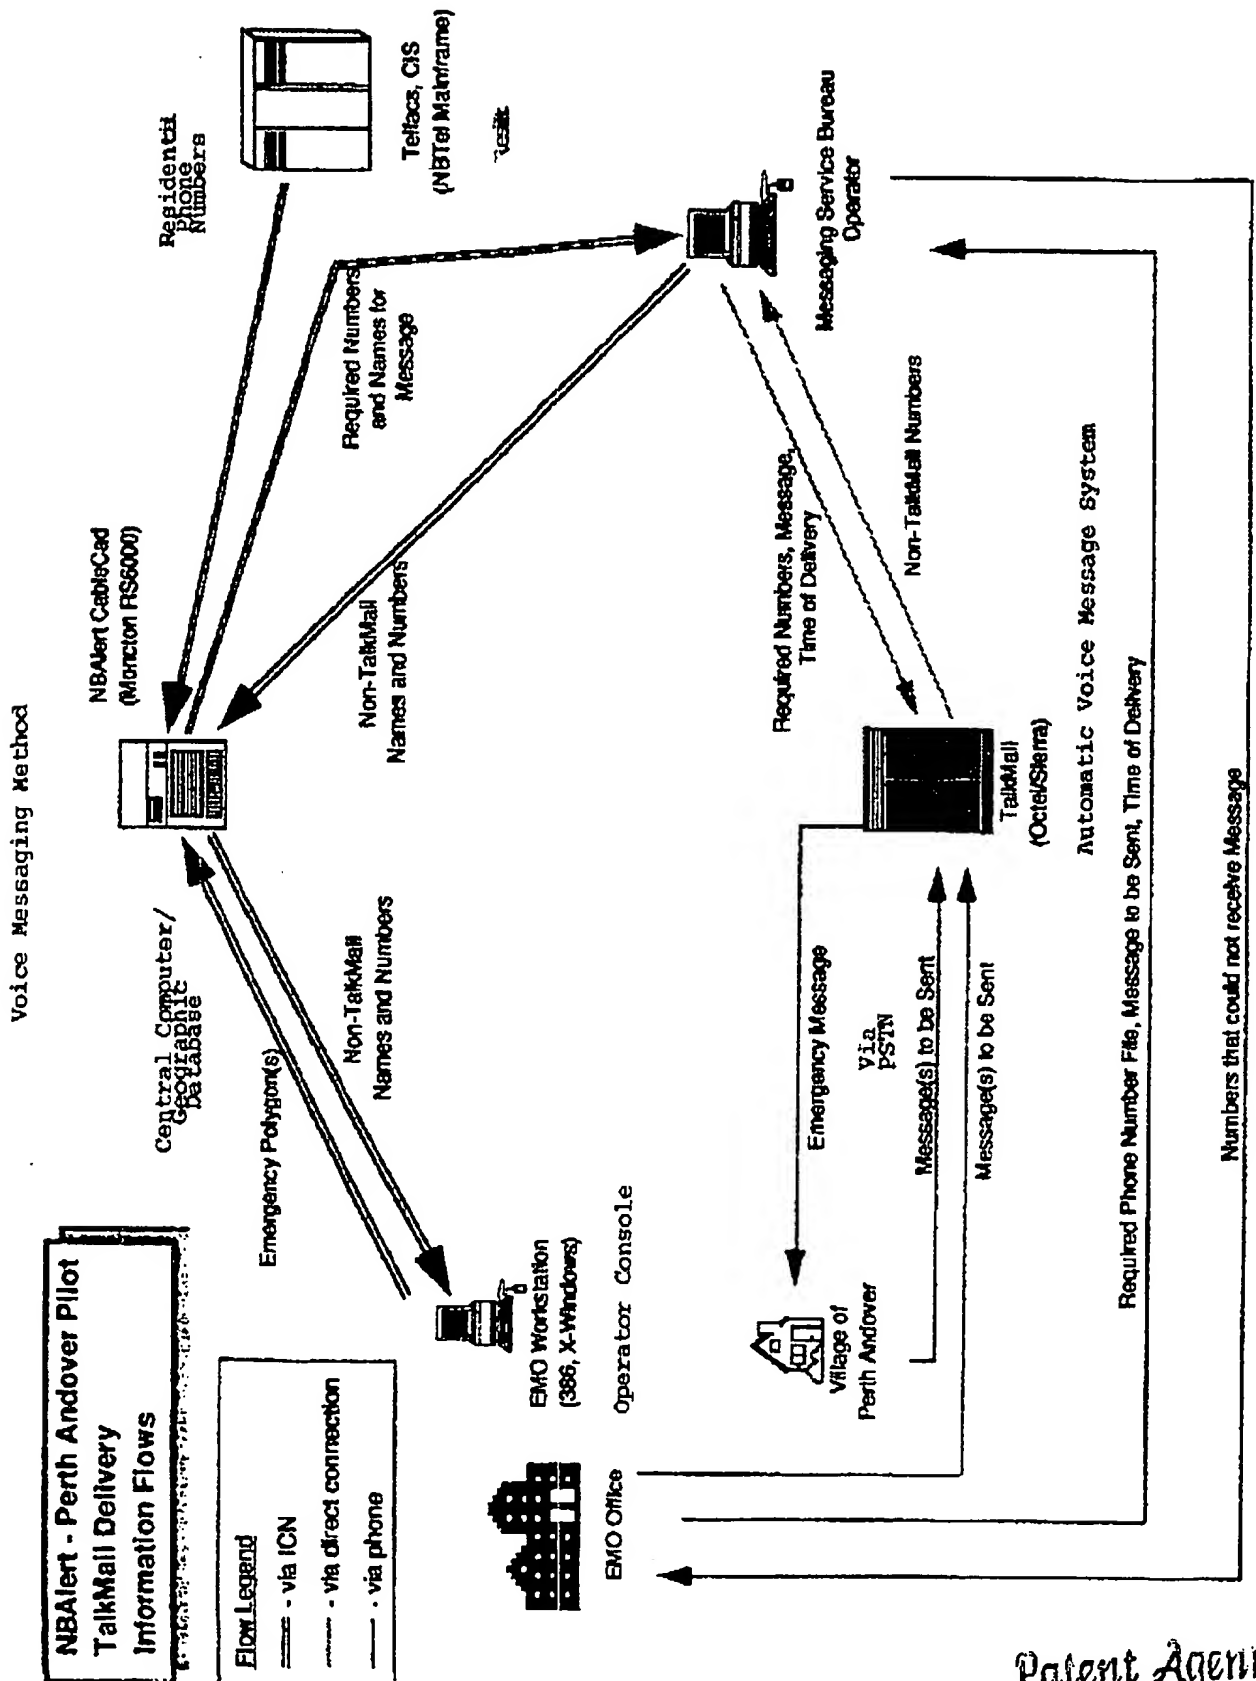 Voice Messaging Method
NBAlert - Perth Andover Pilot
TalkMail Delivery
Information Flows
Flow Legend
- via ICN
- via direct connection
- via phone
Central Computer/
Geographic
Database
NBAlert CableCad
(Moncton RS6000)
Residential
Phone
Numbers
Telfacs, CIS
(NBTel Mainframe)
Emergency Polygon(s)
Non-TalkMail
Names and Numbers
Non-TalkMail
Names and Numbers
Required Numbers
and Names for
Message
EMO Workstation
(386, X-Windows)
Operator Console
EMO Office
Messaging Service Bureau
Operator
Required Numbers, Message,
Time of Delivery
Non-TalkMail Numbers
Village of
Perth Andover
Emergency Message
Via
PSTN
Message(s) to be Sent
Message(s) to be Sent
TalkMail
(Octel/Sierra)
Automatic Voice Message System
Required Phone Number File, Message to be Sent, Time of Delivery
Numbers that could not receive Message
Patent Agent